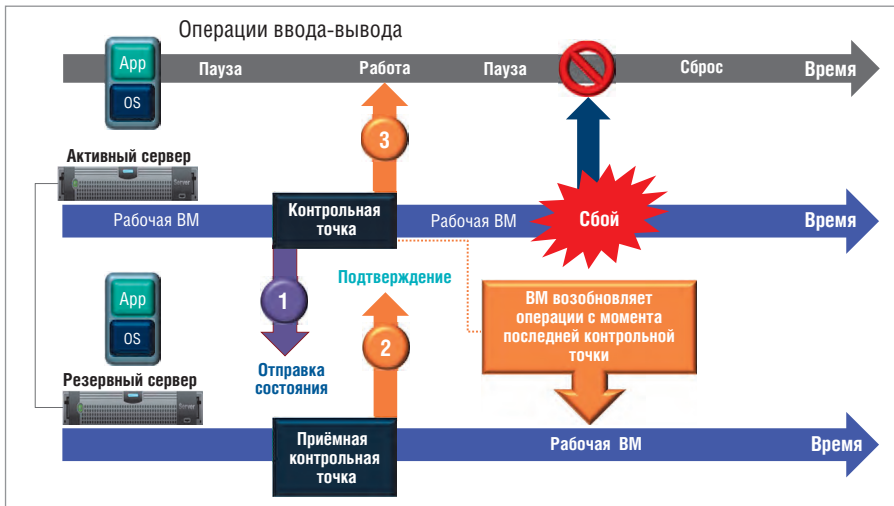 Операции ввода-вывода
App
OS
Пауза
Работа
Пауза
Сброс
Время
3
Активный сервер
Server
Рабочая ВМ
Контрольная
точка
Рабочая ВМ
Сбой
Время
1
Подтверждение
App
OS
2
ВМ возобновляет
операции с момента
последней контрольной
точки
Отправка
состояния
Резервный сервер
Server
Приёмная
контрольная
точка
Рабочая ВМ
Время